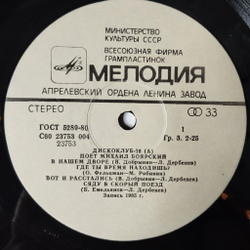 МИНИСТЕРСТВО
КУЛЬТУРЫ СССР
ВСЕСОЮЗНАЯ ФИРМА
ГРАМПЛАСТИНОК
МЕЛОДИЯ
АПРЕЛЕВСКИЙ ОРДЕНА ЛЕНИНА ЗАВОД
СТЕРЕО 33
ГОСТ 5289-80 1
С60 23753 004 Гр. 3. 2-25
23753
ДИСКОКЛУБ-16 (А)
ПОЕТ МИХАИЛ БОЯРСКИЙ
В НАШЕМ ДВОРЕ (В. Добрынин—Л. Дербенев)
ГДЕ ТЫ ВРЕМЯ НАХОДИШЬ?
(О. Фельцман—М. Рябинин)
ВОТ И РАССТАЛИСЬ (В. Добрынин—Л. Дербенев)
СЯДУ В СКОРЫЙ ПОЕЗД
(В. Емельянов—Л. Дербенев)
Запись 1985 г.